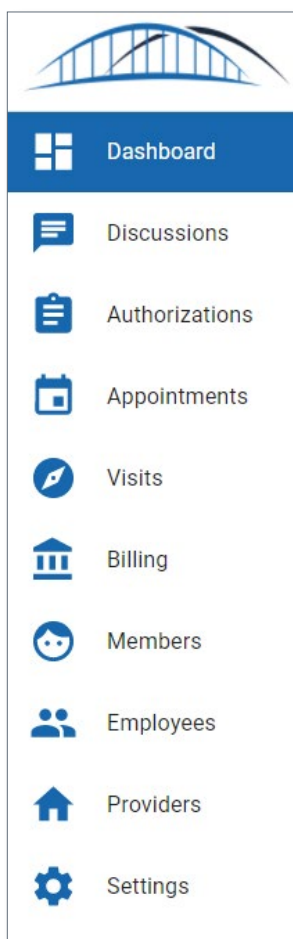 Dashboard
Discussions
Authorizations
Appointments
Visits
Billing
Members
Employees
Providers
Settings